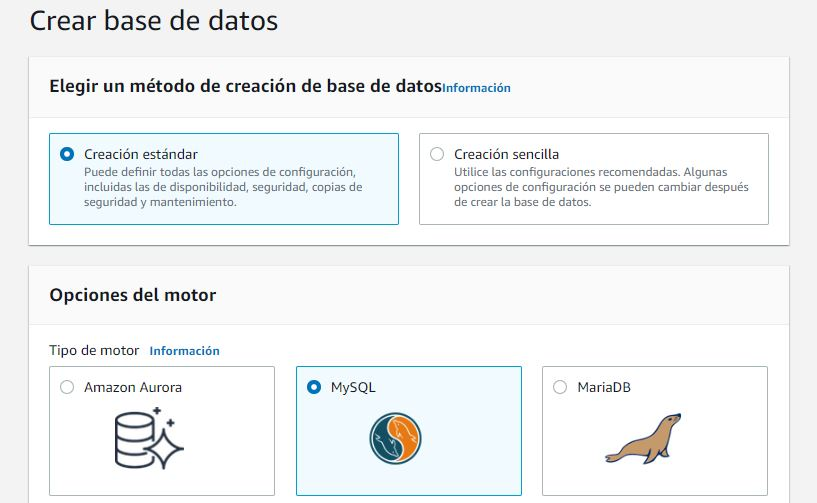 Crear base de datos
Elegir un método de creación de base de datosInformación
Creación estándar
Puede definir todas las opciones de configuración,
incluidas las de disponibilidad, seguridad, copias de
seguridad y mantenimiento.
Creación sencilla
Utilice las configuraciones recomendadas. Algunas
opciones de configuración se pueden cambiar después
de crear la base de datos.
Opciones del motor
Tipo de motor Información
Amazon Aurora
MySQL
MariaDB